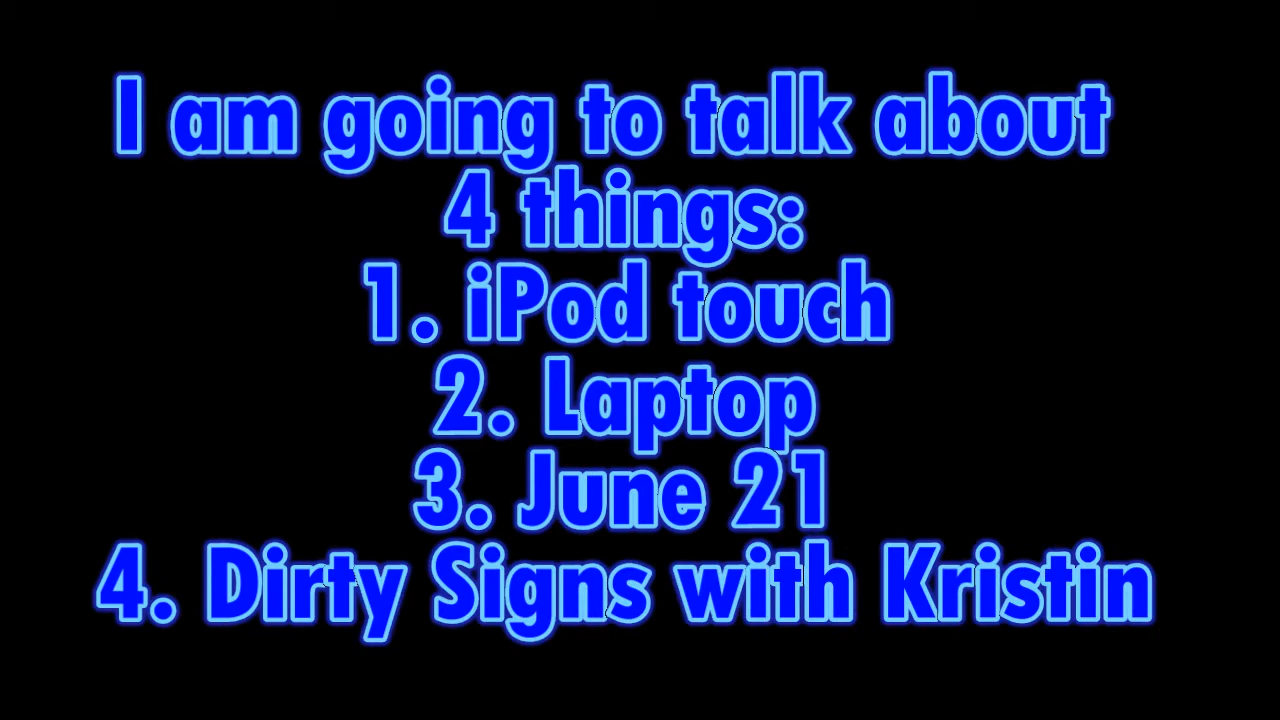 I am going to talk about
4 things:
1. iPod touch
2. Laptop
3. June 21
4. Dirty Signs with Kristin